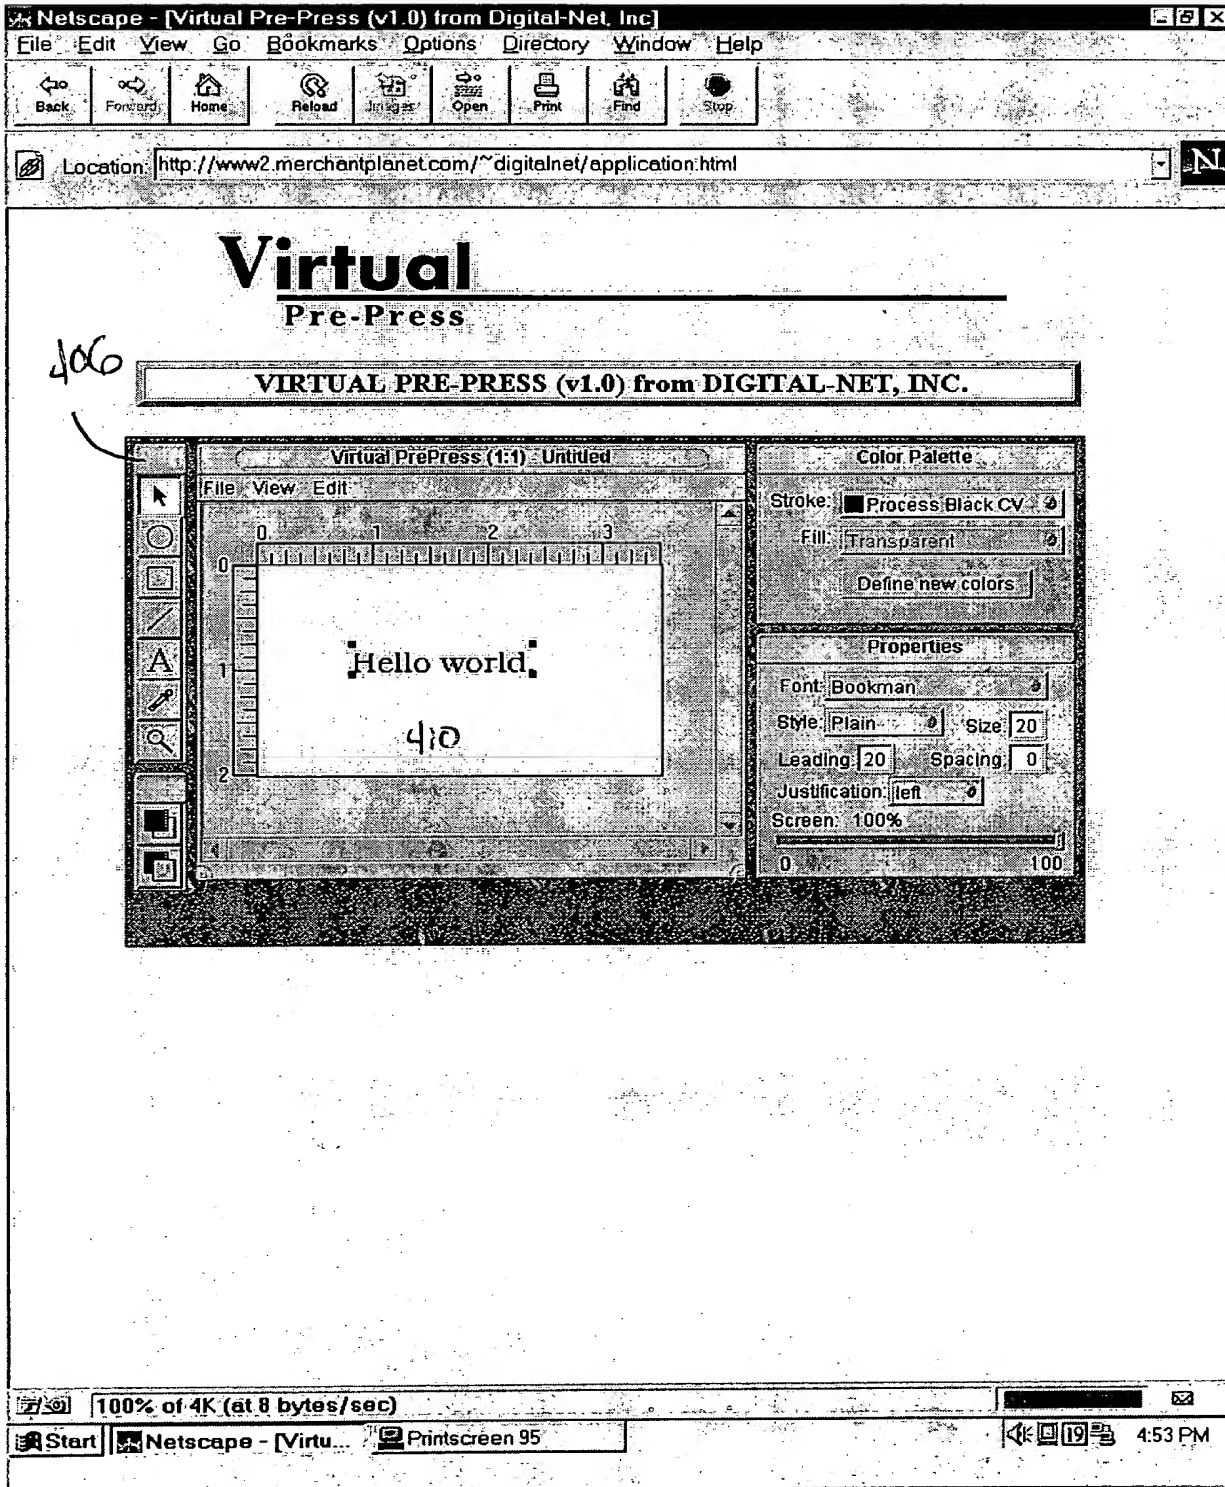 Netscape - [Virtual Pre-Press (v1.0) from Digital-Net, Inc]
File Edit View Go Bookmarks Options Directory Window Help
Back Forward Home Reload Images Open Print Find Stop
Location: http://www2.merchantplanet.com/~digitalnet/application.html
N
Virtual
Pre-Press
406
VIRTUAL PRE-PRESS (v1.0) from DIGITAL-NET, INC.
Virtual PrePress (1:1) - Untitled
File View Edit
0 1 2 3
0
1
2
A
Hello world
410
Color Palette
Stroke: Process Black CV
Fill: Transparent
Define new colors
Properties
Font: Bookman
Style: Plain Size: 20
Leading: 20 Spacing: 0
Justification: left
Screen: 100%
0 100
100% of 4K (at 8 bytes/sec)
Start Netscape - [Virtu... Printscreen 95 19 4:53 PM